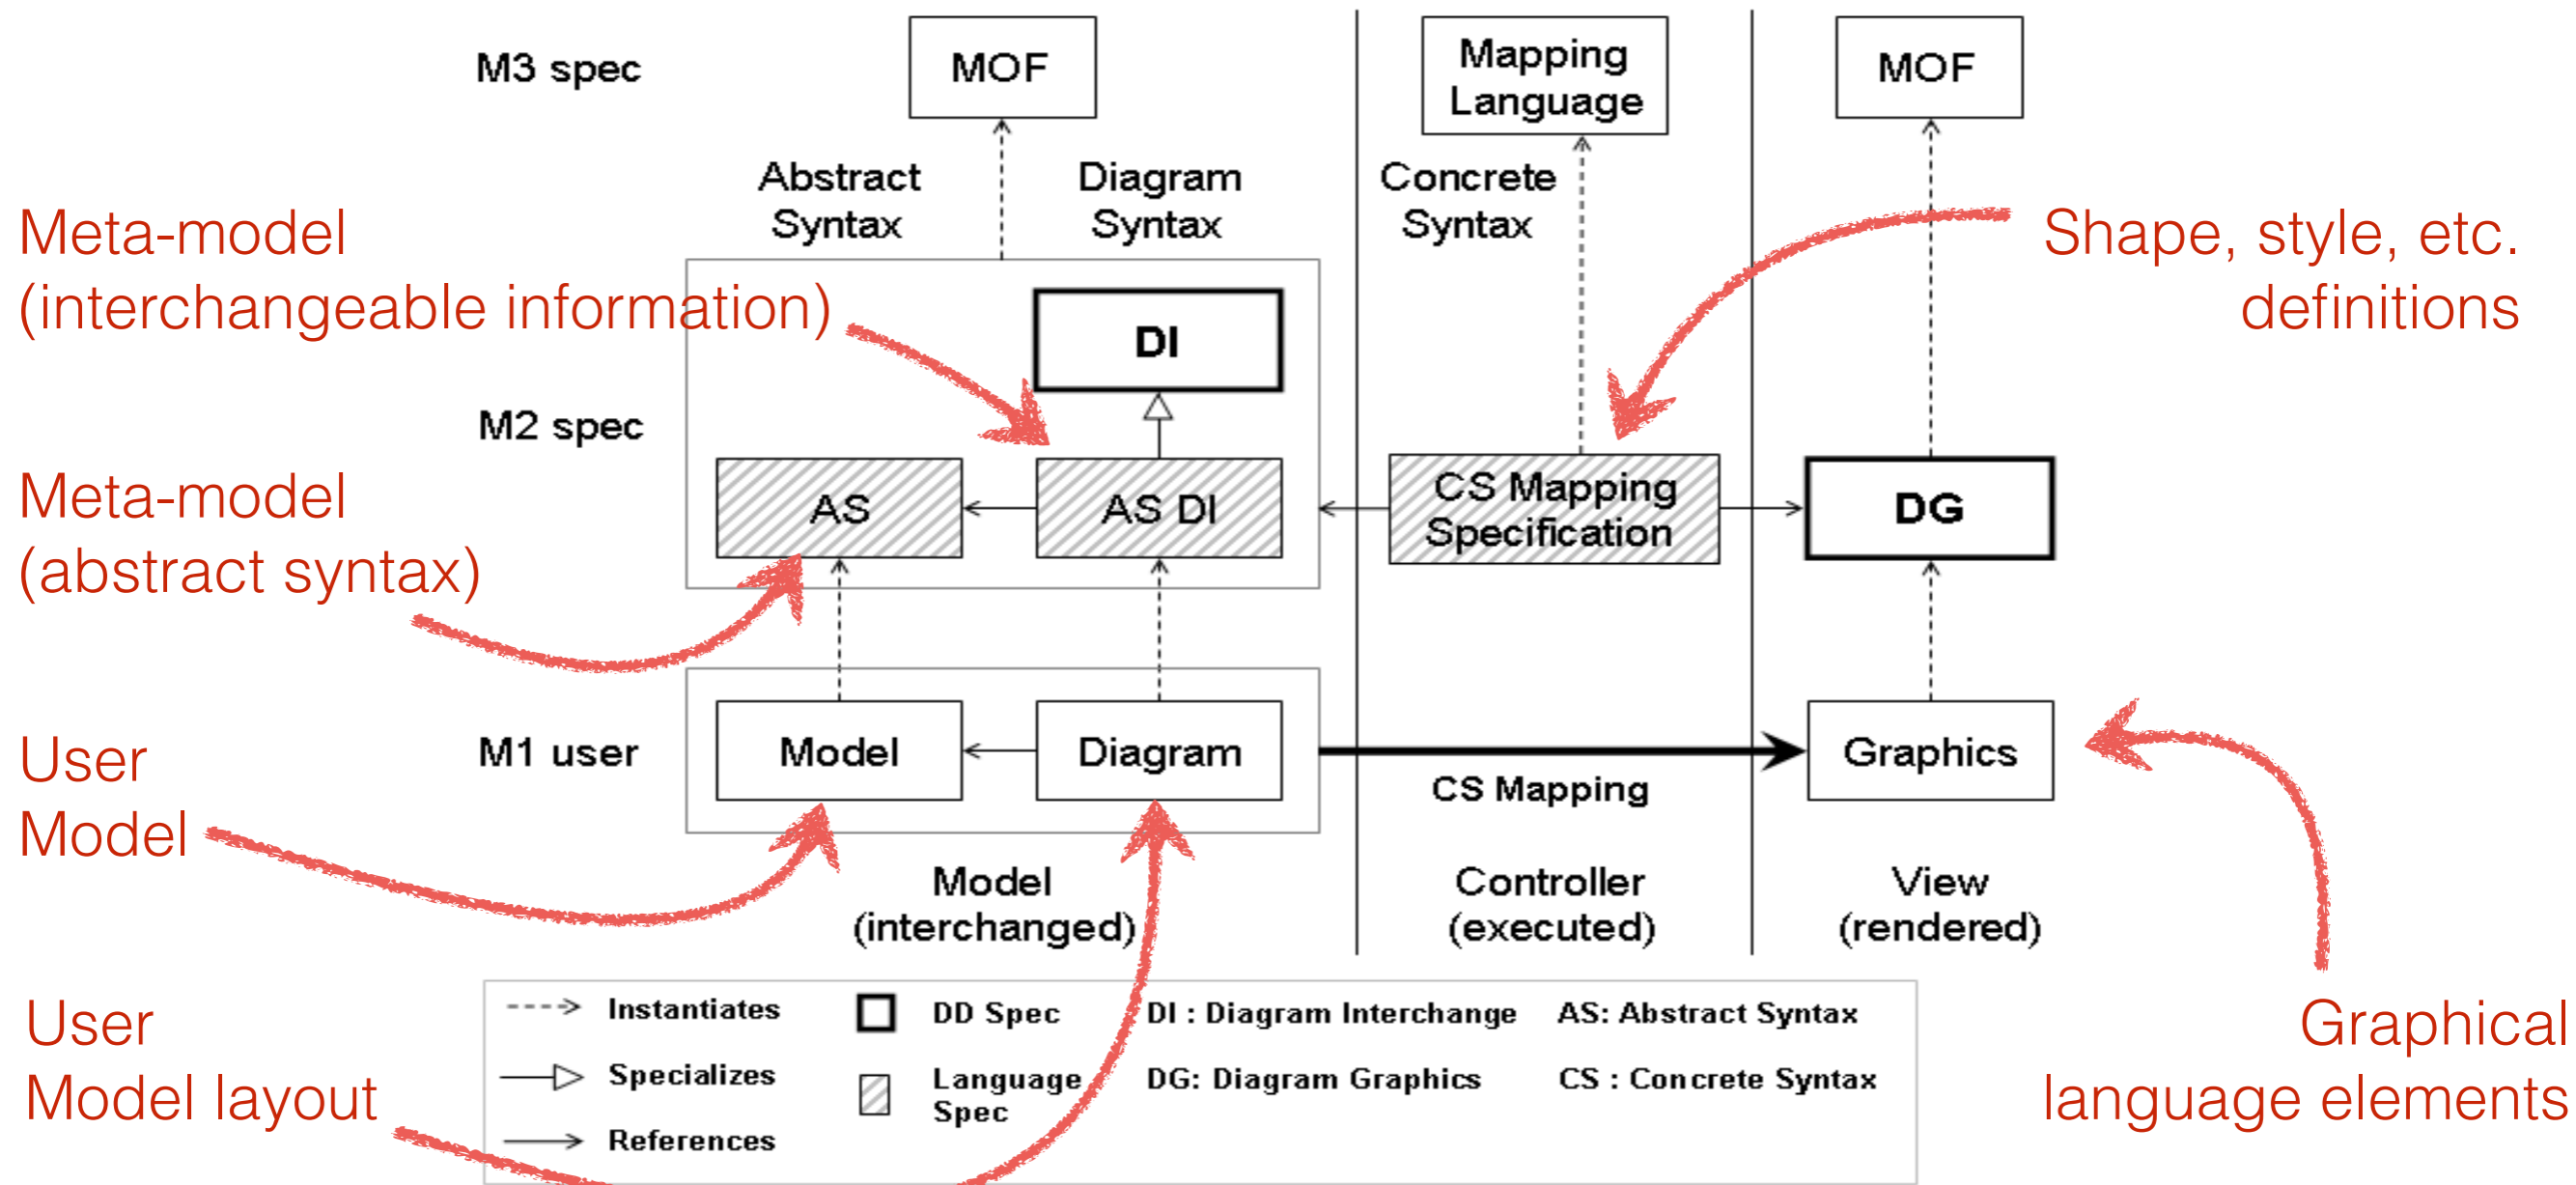 M3 spec
MOF
Mapping
Language
MOF
Abstract
Syntax
Diagram
Syntax
Concrete
Syntax
Meta-model
(interchangeable information)
Shape, style, etc.
definitions
DI
M2 spec
Meta-model
(abstract syntax)
AS
AS DI
CS Mapping
Specification
DG
User
Model
M1 user
Model
Diagram
CS Mapping
Graphics
Model
(interchanged)
Controller
(executed)
View
(rendered)
User
Model layout
Graphical
language elements
Instantiates
DD Spec
DI : Diagram Interchange
AS: Abstract Syntax
Specializes
Language
Spec
DG: Diagram Graphics
CS : Concrete Syntax
References